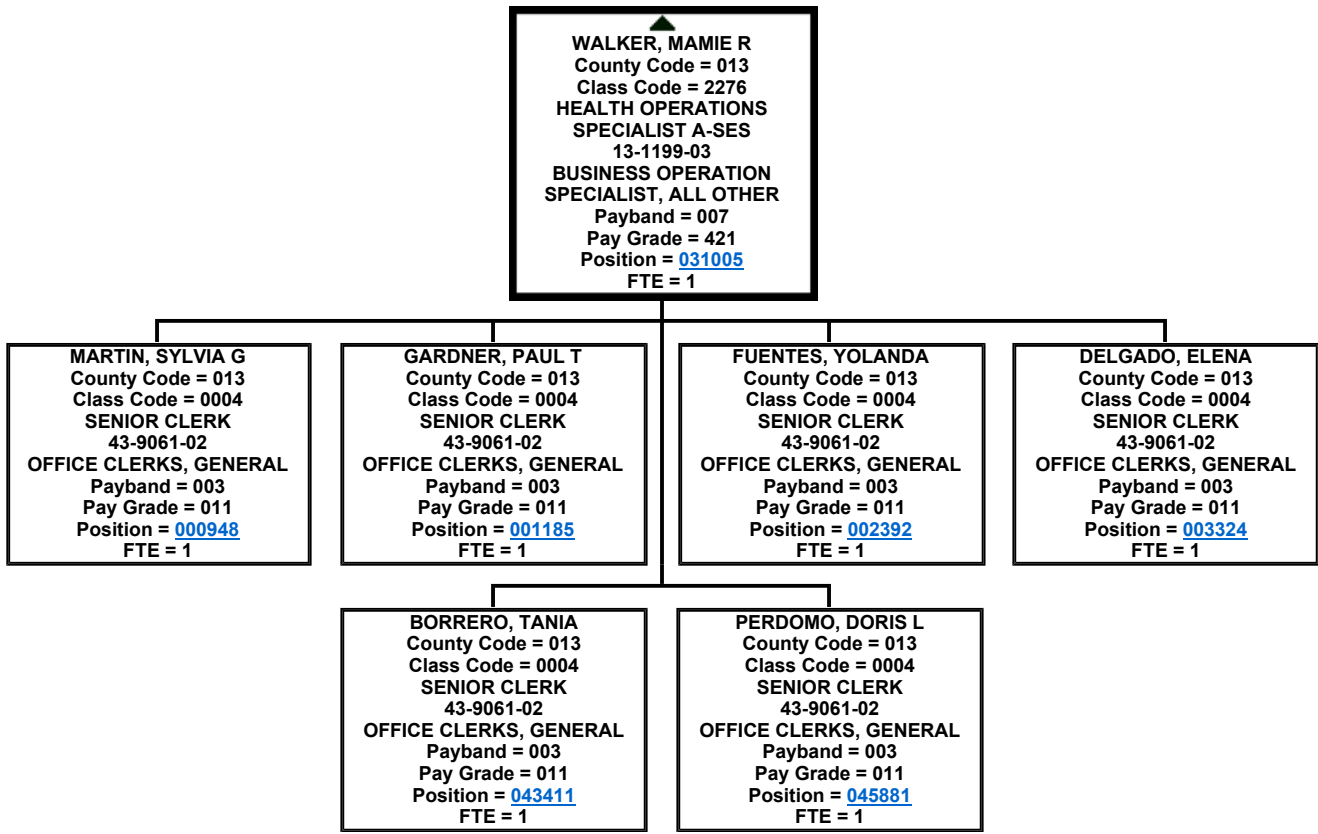 WALKER, MAMIE R
County Code = 013
Class Code = 2276
HEALTH OPERATIONS
SPECIALIST A-SES
13-1199-03
BUSINESS OPERATION
SPECIALIST, ALL OTHER
Payband = 007
Pay Grade = 421
Position = 031005
FTE = 1
MARTIN, SYLVIA G
County Code = 013
Class Code = 0004
SENIOR CLERK
43-9061-02
OFFICE CLERKS, GENERAL
Payband = 003
Pay Grade = 011
Position = 000948
FTE = 1
GARDNER, PAUL T
County Code = 013
Class Code = 0004
SENIOR CLERK
43-9061-02
OFFICE CLERKS, GENERAL
Payband = 003
Pay Grade = 011
Position = 001185
FTE = 1
FUENTES, YOLANDA
County Code = 013
Class Code = 0004
SENIOR CLERK
43-9061-02
OFFICE CLERKS, GENERAL
Payband = 003
Pay Grade = 011
Position = 002392
FTE = 1
DELGADO, ELENA
County Code = 013
Class Code = 0004
SENIOR CLERK
43-9061-02
OFFICE CLERKS, GENERAL
Payband = 003
Pay Grade = 011
Position = 003324
FTE = 1
BORRERO, TANIA
County Code = 013
Class Code = 0004
SENIOR CLERK
43-9061-02
OFFICE CLERKS, GENERAL
Payband = 003
Pay Grade = 011
Position = 043411
FTE = 1
PERDOMO, DORIS L
County Code = 013
Class Code = 0004
SENIOR CLERK
43-9061-02
OFFICE CLERKS, GENERAL
Payband = 003
Pay Grade = 011
Position = 045881
FTE = 1